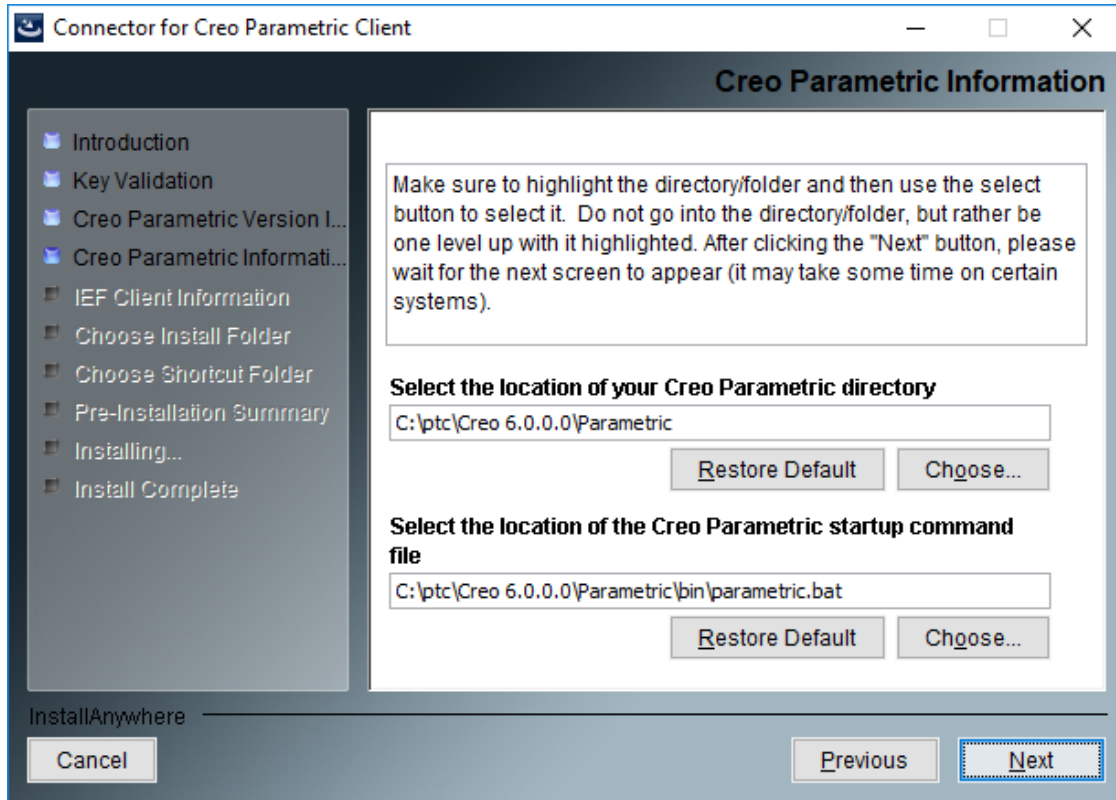 Connector for Creo Parametric Client
Creo Parametric Information
Introduction
Key Validation
Creo Parametric Version I...
Creo Parametric Informati...
IEF Client Information
Choose Install Folder
Choose Shortcut Folder
Pre-Installation Summary
Installing...
Install Complete
Make sure to highlight the directory/folder and then use the select
button to select it.  Do not go into the directory/folder, but rather be
one level up with it highlighted. After clicking the "Next" button, please
wait for the next screen to appear (it may take some time on certain
systems).
Select the location of your Creo Parametric directory
C:\ptc\Creo 6.0.0.0\Parametric
Restore Default
Choose...
Select the location of the Creo Parametric startup command
file
C:\ptc\Creo 6.0.0.0\Parametric\bin\parametric.bat
Restore Default
Choose...
InstallAnywhere
Cancel
Previous
Next